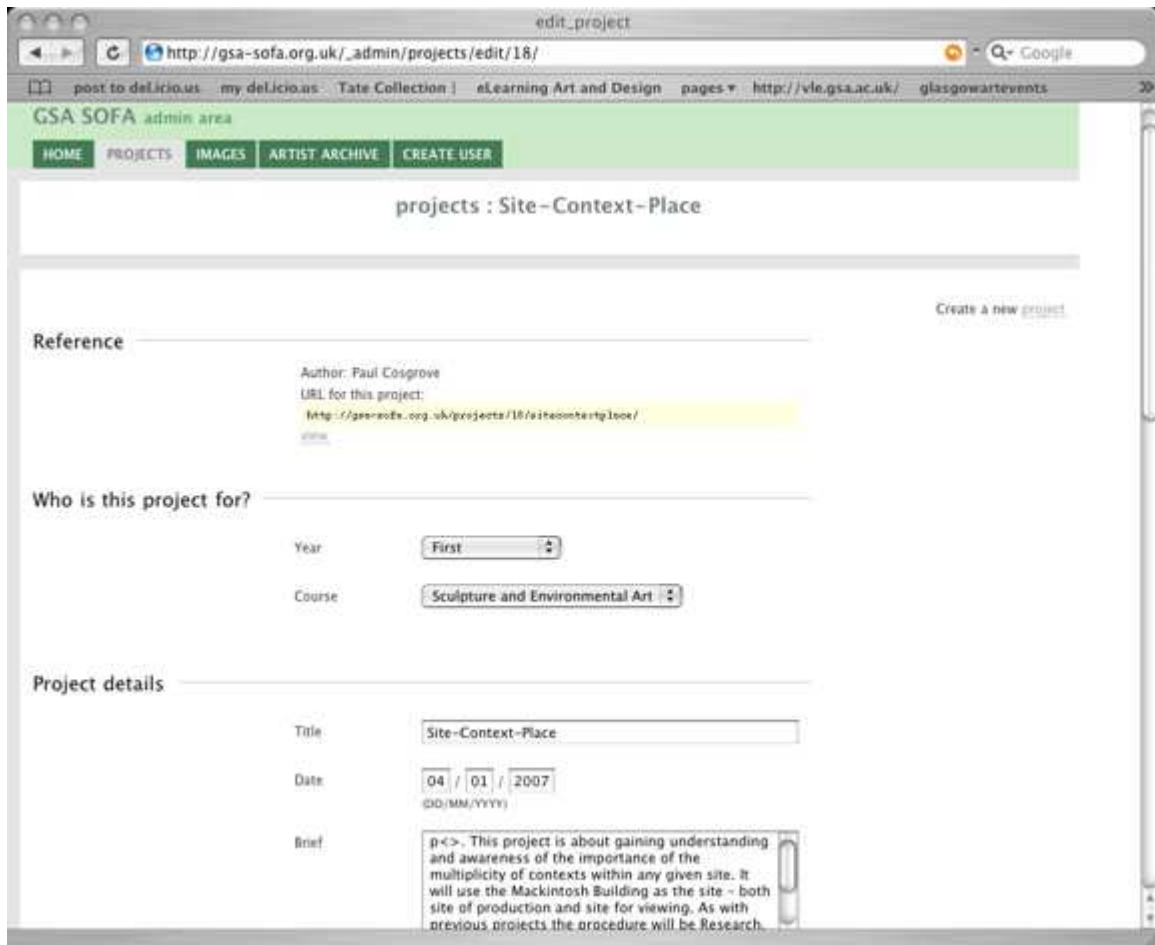 edit_project
http://gsa-sofa.org.uk/_admin/projects/edit/18/
Google
post to del.icio.us my del.icio.us Tate Collection | eLearning Art and Design pages http://vle.gsa.ac.uk/ glasgowartevents
GSA SOFA admin area
HOME PROJECTS IMAGES ARTIST ARCHIVE CREATE USER
projects : Site-Context-Place
Create a new project
Reference
Author: Paul Cosgrove
URL for this project:
http://gsa-sofa.org.uk/projects/18/sitecontextplace/
view
Who is this project for?
Year First
Course Sculpture and Environmental Art
Project details
Title Site-Context-Place
Date 04 / 01 / 2007
(DD/MM/YYYY)
Brief p<>. This project is about gaining understanding
and awareness of the importance of the
multiplicity of contexts within any given site. It
will use the Mackintosh Building as the site - both
site of production and site for viewing. As with
previous projects the procedure will be Research,